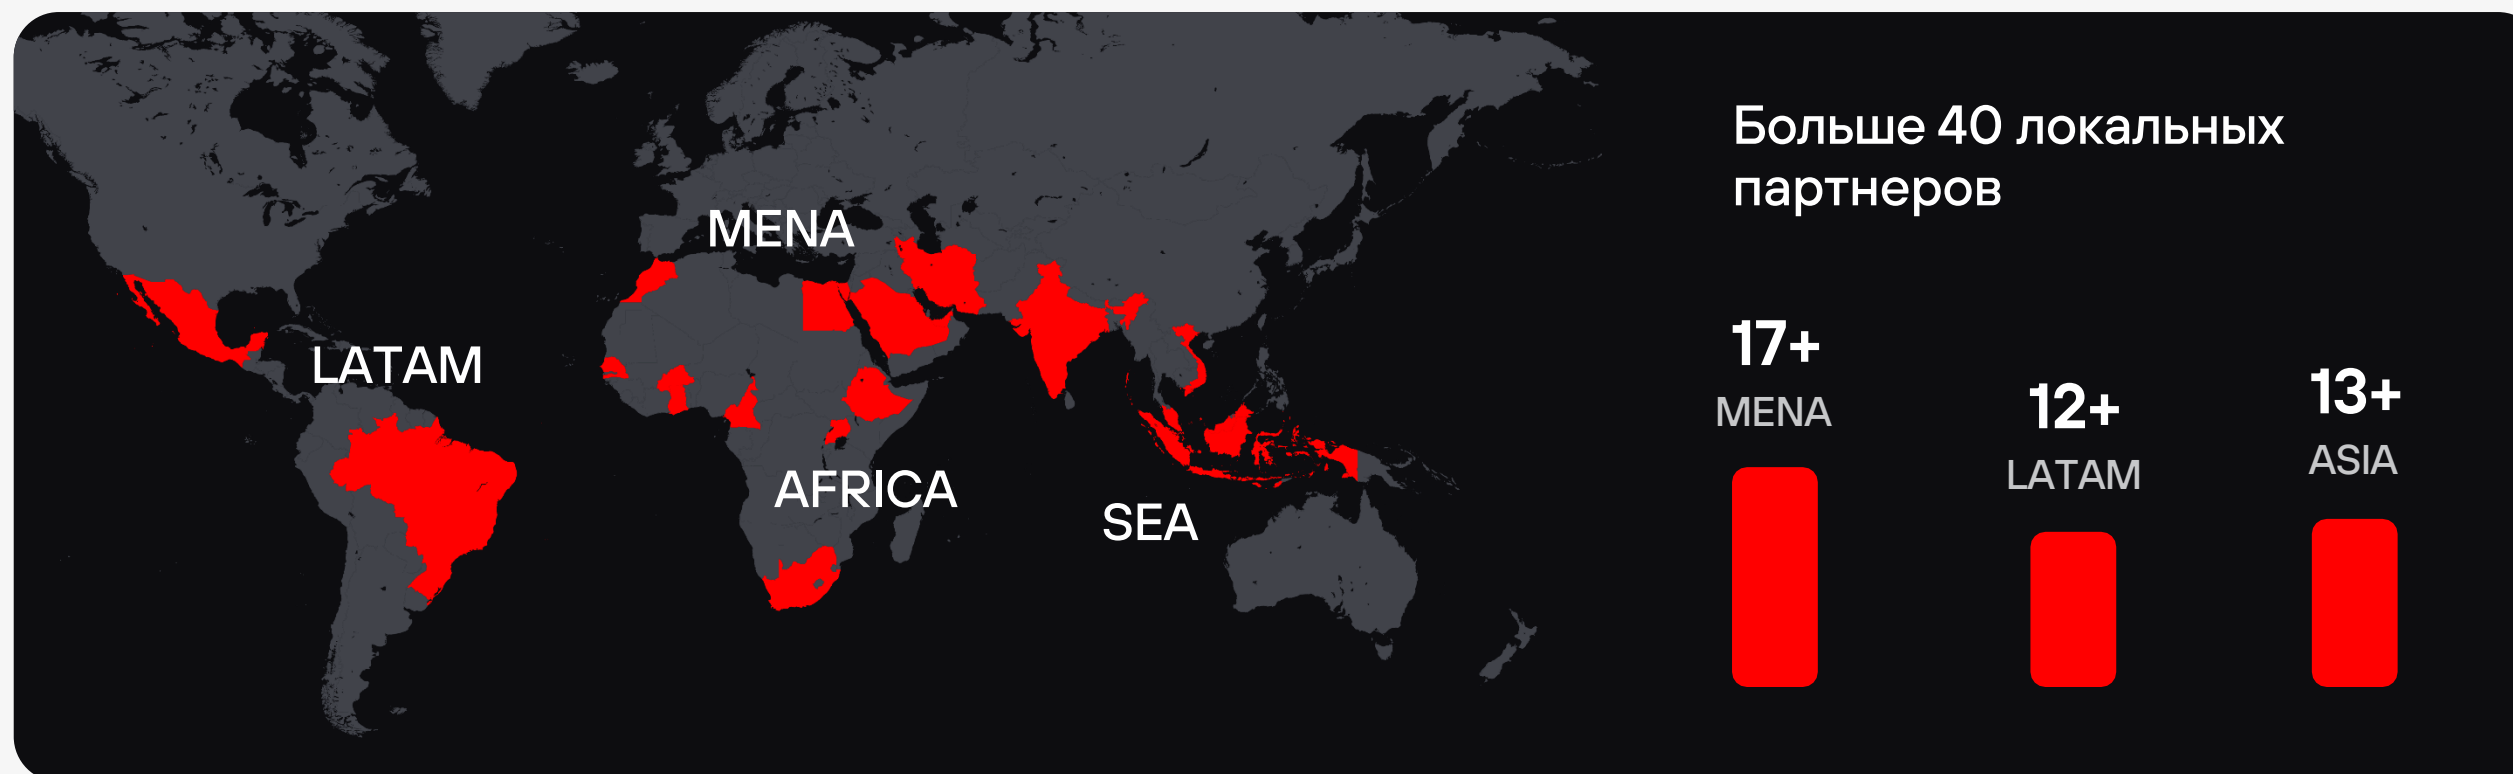 MENA
LATAM
AFRICA
SEA
Больше 40 локальных
партнеров
17+
MENA
12+
LATAM
13+
ASIA